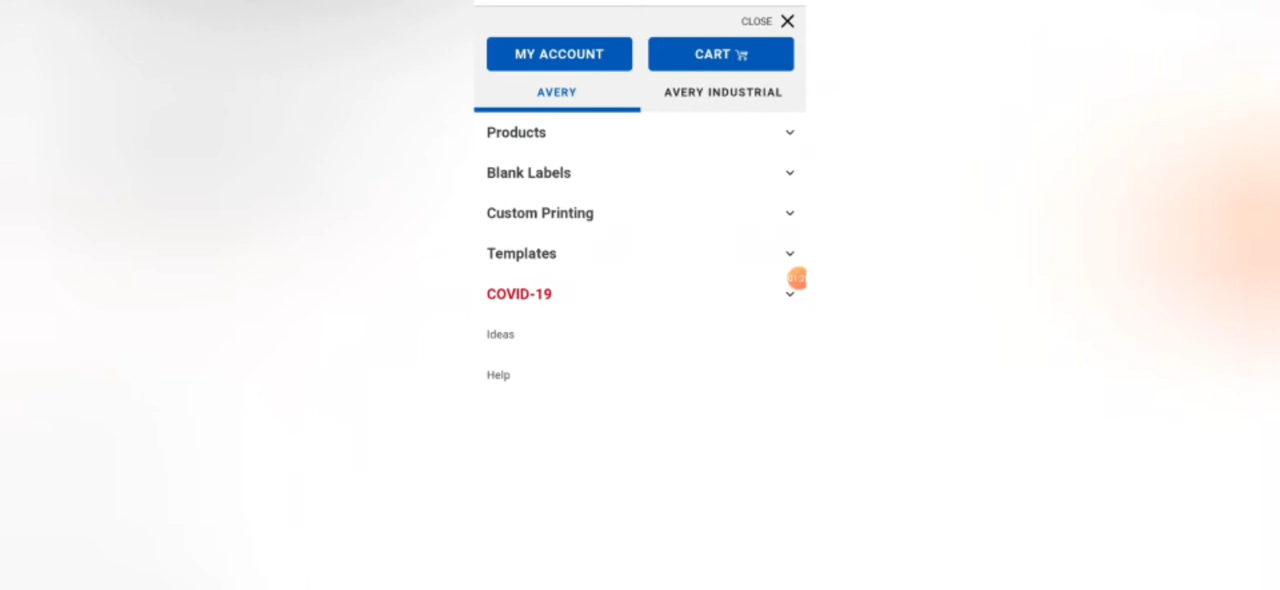 CLOSE
MY ACCOUNT
CART
AVERY
AVERY INDUSTRIAL
Products
Blank Labels
Custom Printing
Templates
COVID-19
Ideas
Help